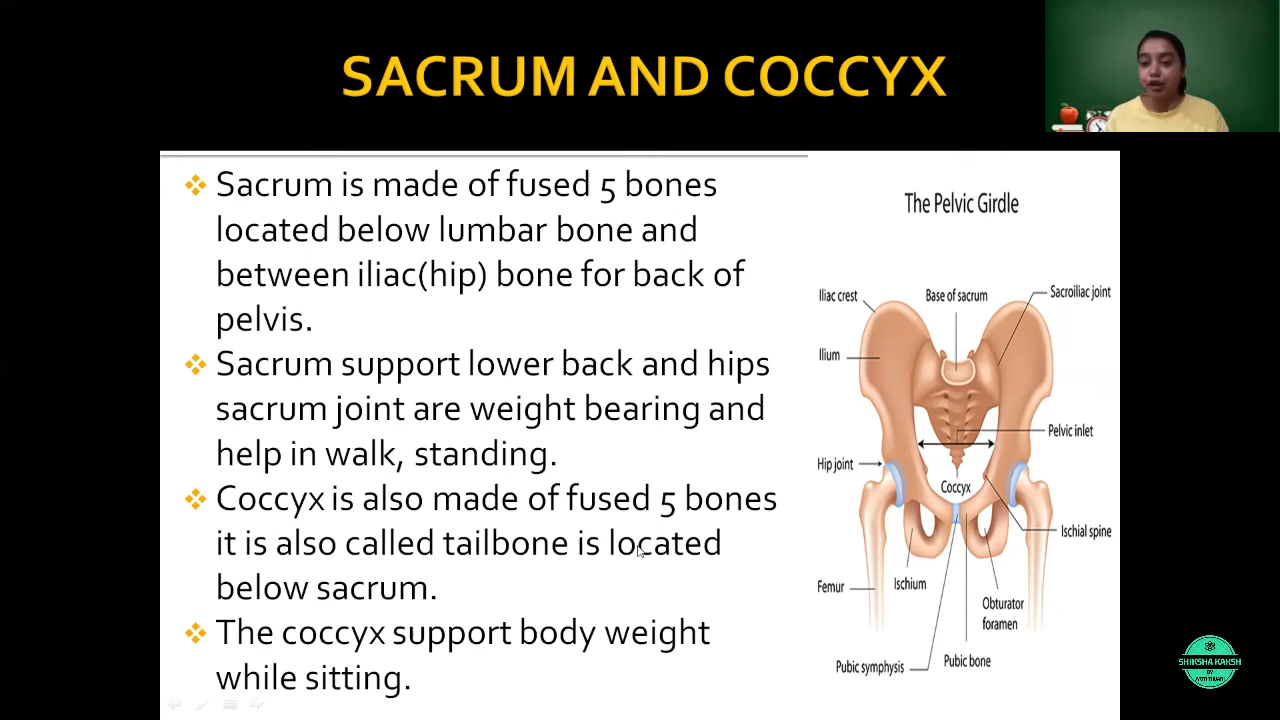 SACRUM AND COCCYX
Sacrum is made of fused 5 bones
located below lumbar bone and
between iliac(hip) bone for back of
pelvis.
Sacrum support lower back and hips
sacrum joint are weight bearing and
help in walk, standing.
Coccyx is also made of fused 5 bones
it is also called tailbone is located
below sacrum.
The coccyx support body weight
while sitting.
The Pelvic Girdle
Iliac crest
Base of sacrum
Sacroiliac joint
Ilium
Pelvic inlet
Hip joint
Coccyx
Ischial spine
Ischium
Femur
Obturator
foramen
Pubic symphysis
Pubic bone
SHIKSHA KAKSH
BY
JYOTI TIWARI